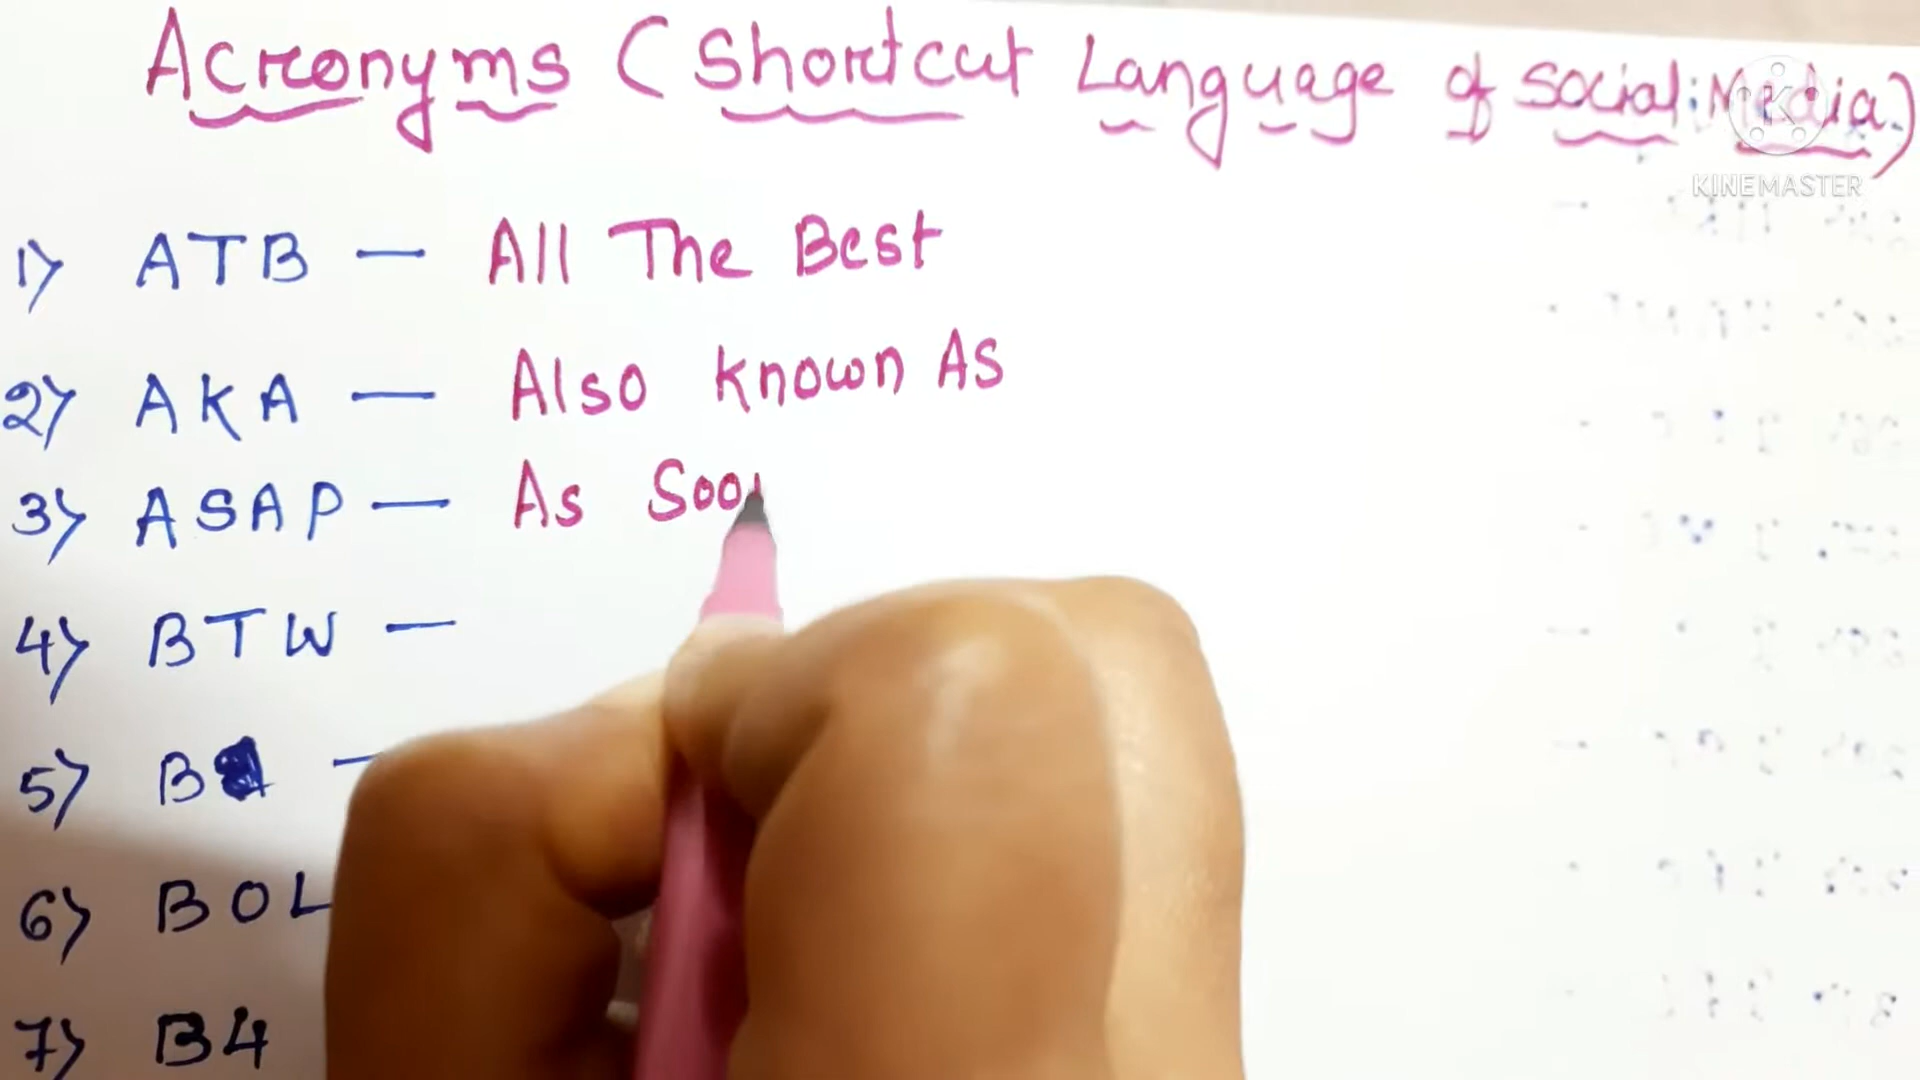 Acronyms (Shortcut Language of Social Media)
KINEMASTER
1) ATB — All The Best
2) AKA — Also Known As
3) ASAP — As Soon
4) BTW —
5) B —
6) BOL
7) B4